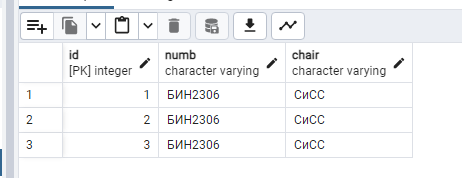 id numb chair
[PK] integer character varying character varying
1 1 БИН2306 СиСС
2 2 БИН2306 СиСС
3 3 БИН2306 СиСС